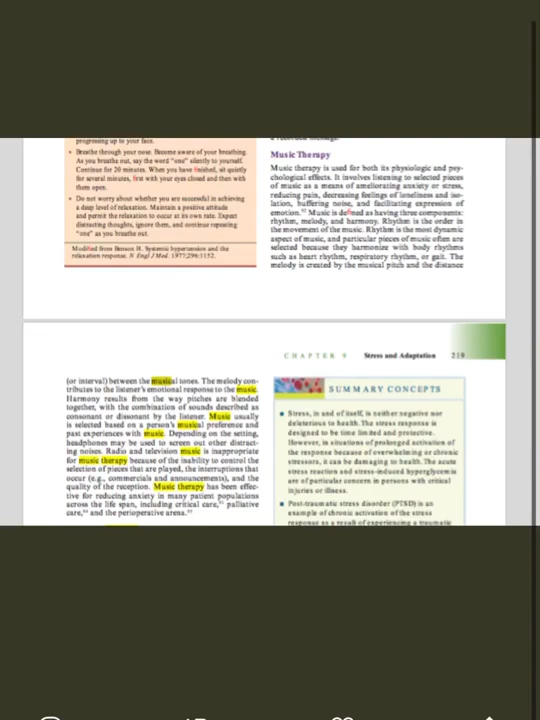 progressing up to your face.
• Breathe through your nose. Become aware of your breathing.
As you breathe out, say the word “one” silently to yourself.
Continue for 20 minutes. When you have finished, sit quietly
for several minutes, first with your eyes closed and then with
them open.
• Do not worry about whether you are successful in achieving
a deep level of relaxation. Maintain a positive attitude
and permit the relaxation to occur at its own rate. Expect
distracting thoughts, ignore them, and continue repeating
“one” as you breathe out.
Modified from Benson H. Systemic hypertension and the
relaxation response. N Engl J Med. 1977;296:1152.
Music Therapy
Music therapy is used for both its physiologic and psy-
chological effects. It involves listening to selected pieces
of music as a means of ameliorating anxiety or stress,
reducing pain, decreasing feelings of loneliness and iso-
lation, buffering noise, and facilitating expression of
emotion. Music is defined as having three components:
rhythm, melody, and harmony. Rhythm is the order in
the movement of the music. Rhythm is the most dynamic
aspect of music, and particular pieces of music often are
selected because they harmonize with body rhythms
such as heart rhythm, respiratory rhythm, or gait. The
melody is created by the musical pitch and the distance
CHAPTER 9 Stress and Adaptation 219
(or interval) between the musical tones. The melody con-
tributes to the listener’s emotional response to the music.
Harmony results from the way pitches are blended
together, with the combination of sounds described as
consonant or dissonant by the listener. Music usually
is selected based on a person’s musical preference and
past experiences with music. Depending on the setting,
headphones may be used to screen out other distract-
ing noises. Radio and television music is inappropriate
for music therapy because of the inability to control the
selection of pieces that are played, the interruptions that
occur (e.g., commercials and announcements), and the
quality of the reception. Music therapy has been effec-
tive for reducing anxiety in many patient populations
across the life span, including critical care, palliative
care, and the perioperative arena.
SUMMARY CONCEPTS
■ Stress, in and of itself, is neither negative nor
deleterious to health. The stress response is
designed to be time limited and protective.
However, in situations of prolonged activation of
the response because of overwhelming or chronic
stressors, it can be damaging to health. The acute
stress reaction and stress-induced hyperglycemia
are of particular concern in persons with critical
injuries or illness.
■ Post-traumatic stress disorder (PTSD) is an
example of chronic activation of the stress
response as a result of experiencing a traumatic